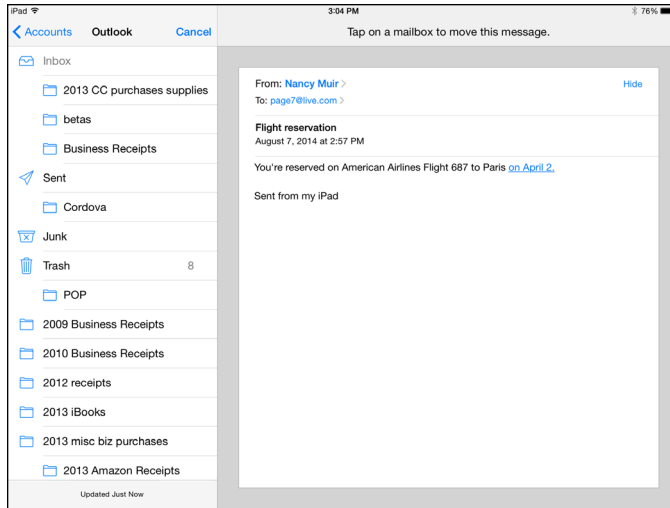 iPad
3:04 PM
76%
Accounts
Outlook
Cancel
Tap on a mailbox to move this message.
Inbox
2013 CC purchases supplies
betas
Business Receipts
Sent
Cordova
Junk
Trash 8
POP
2009 Business Receipts
2010 Business Receipts
2012 receipts
2013 iBooks
2013 misc biz purchases
2013 Amazon Receipts
Updated Just Now
From: Nancy Muir
Hide
To: page7@live.com
Flight reservation
August 7, 2014 at 2:57 PM
You're reserved on American Airlines Flight 687 to Paris on April 2.
Sent from my iPad